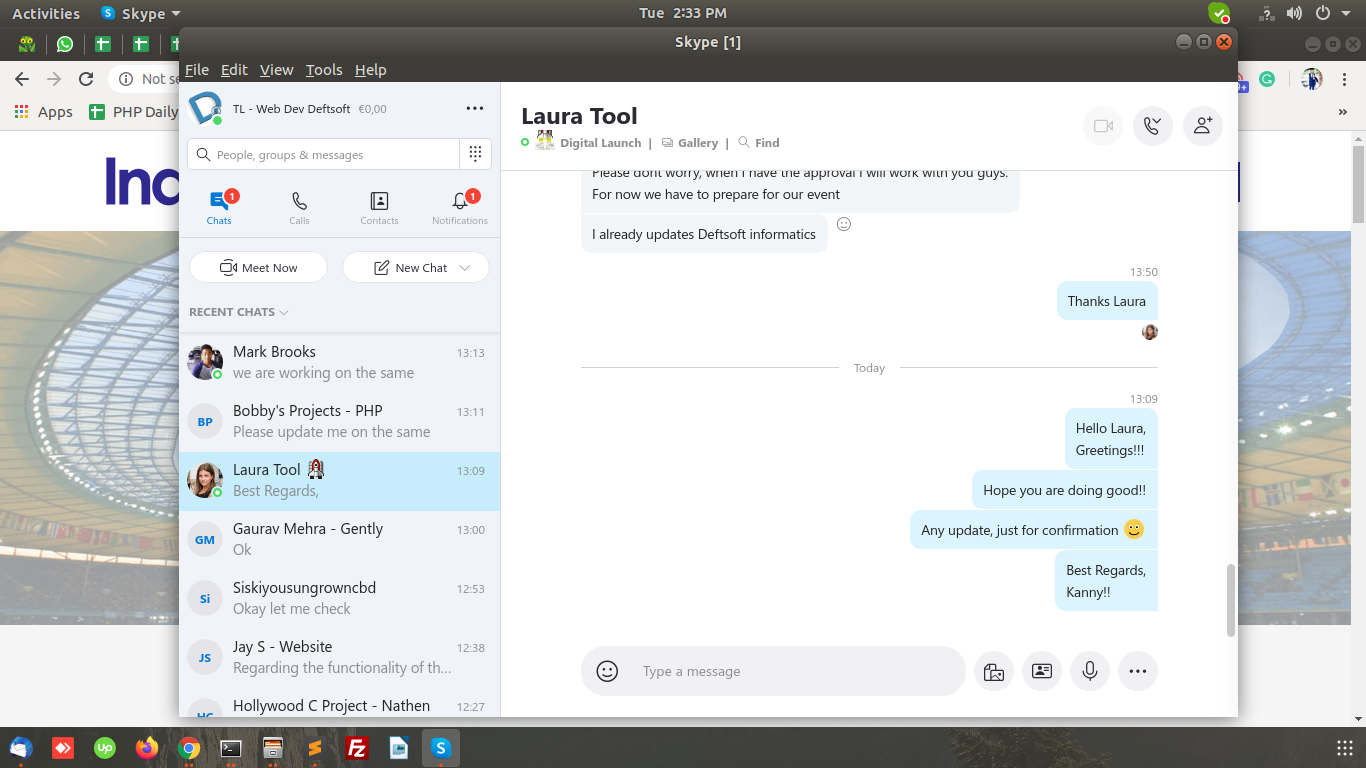 Activities
Skype
Tue 2:33 PM
Skype [1]
File Edit View Tools Help
Not se
Apps
PHP Daily
»
9+
Ind
TL - Web Dev Deftsoft €0,00
People, groups & messages
1
1
Chats
Calls
Contacts
Notifications
Meet Now
New Chat
RECENT CHATS
Mark Brooks 13:13
we are working on the same
BP
Bobby's Projects - PHP 13:11
Please update me on the same
Laura Tool 13:09
Best Regards,
GM
Gaurav Mehra - Gently 13:00
Ok
Si
Siskiyousungrowncbd 12:53
Okay let me check
JS
Jay S - Website 12:38
Regarding the functionality of th...
HC
Hollywood C Project - Nathen 12:27
Laura Tool
Digital Launch | Gallery | Find
Please dont worry, when I have the approval I will work with you guys.
For now we have to prepare for our event
I already updates Deftsoft informatics
13:50
Thanks Laura
Today
13:09
Hello Laura,
Greetings!!!
Hope you are doing good!!
Any update, just for confirmation
Best Regards,
Kanny!!
Type a message
Up
Fz
S